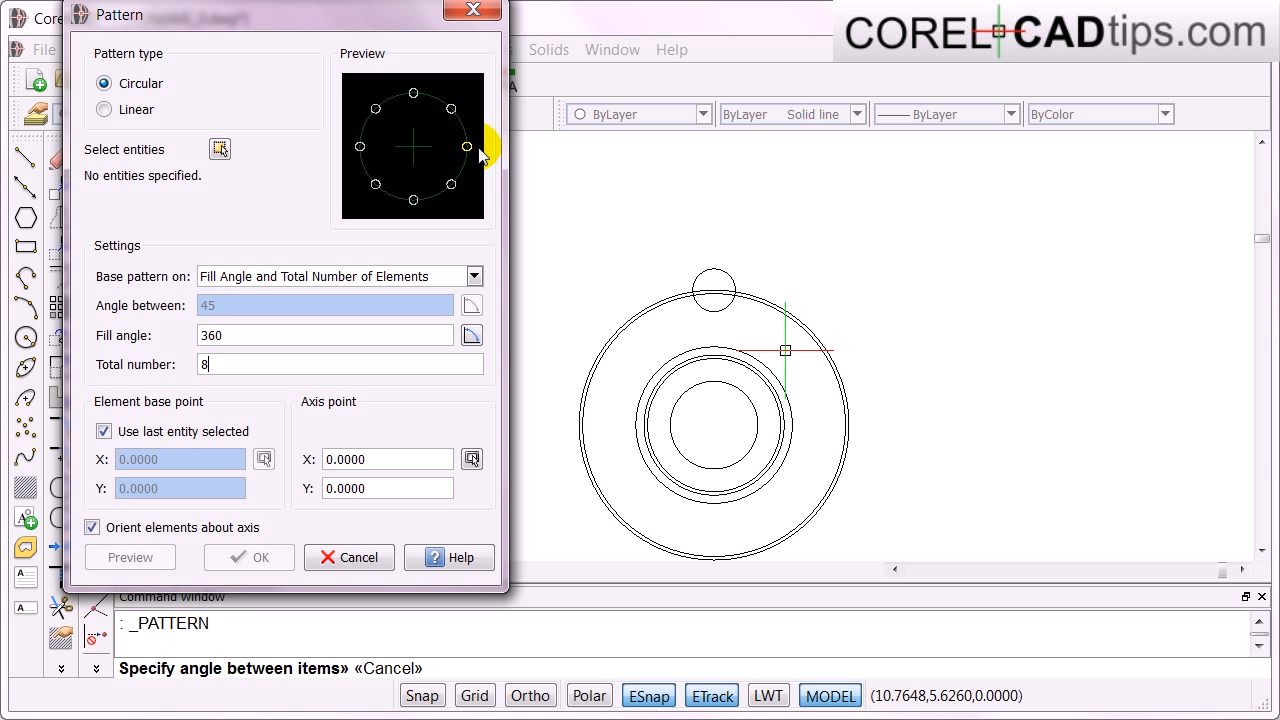 Pattern
CORELCADtips.com
File
Solids
Window
Help
Pattern type
Circular
Linear
Preview
Select entities
No entities specified.
ByLayer
ByLayer Solid line
ByLayer
ByColor
Settings
Base pattern on: Fill Angle and Total Number of Elements
Angle between: 45
Fill angle: 360
Total number: 8
Element base point
Use last entity selected
X: 0.0000
Y: 0.0000
Axis point
X: 0.0000
Y: 0.0000
Orient elements about axis
Preview
OK
Cancel
Help
Command Window
: _PATTERN
Specify angle between items» «Cancel»
Snap
Grid
Ortho
Polar
ESnap
ETrack
LWT
MODEL
(10.7648,5.6260,0.0000)